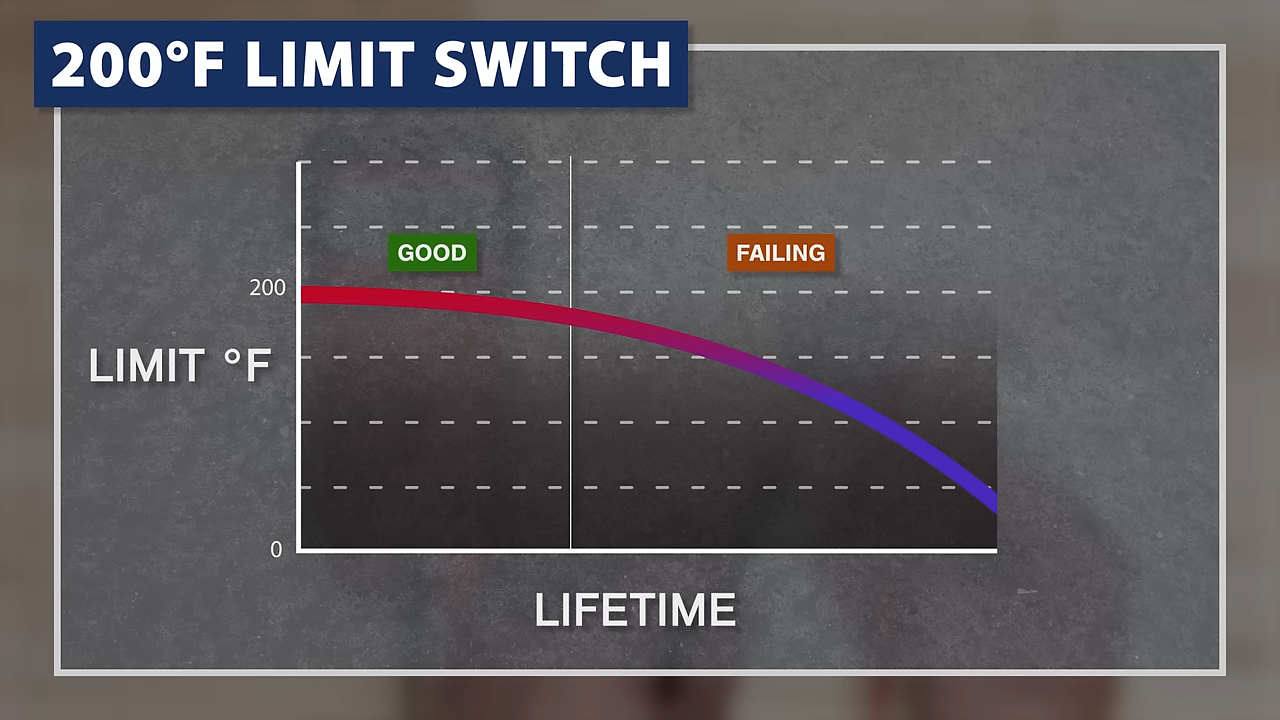 200°F LIMIT SWITCH
GOOD
FAILING
200
LIMIT °F
0
LIFETIME